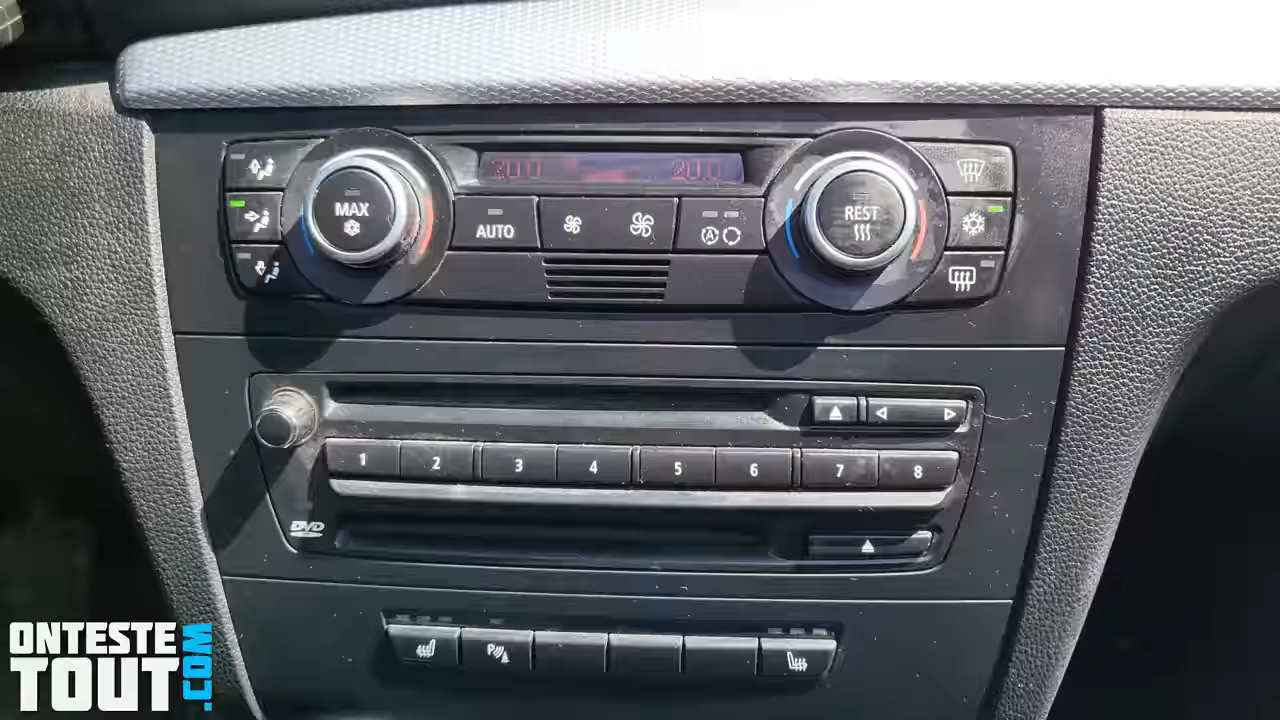 20.0 20.0
MAX
AUTO
A
REST
1 2 3 4 5 6 7 8
DVD
P
ONTESTE
TOUT
.COM